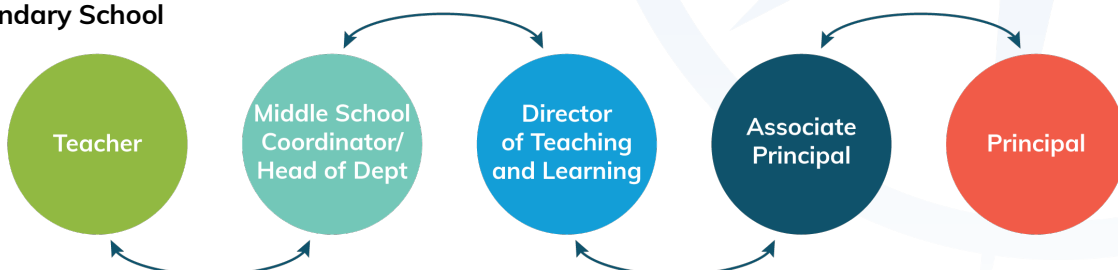 ndary School
Teacher
Middle School
Coordinator/
Head of Dept
Director
of Teaching
and Learning
Associate
Principal
Principal